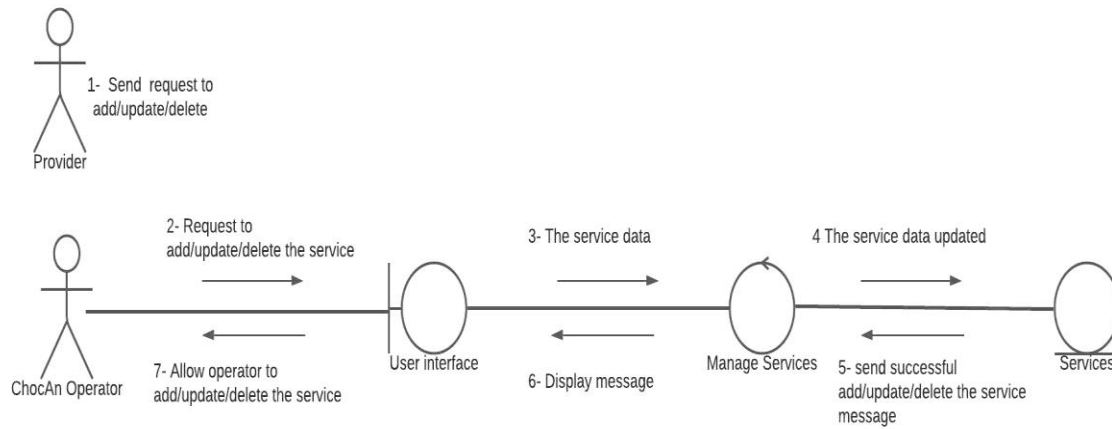 1- Send request to
add/update/delete
Provider
2- Request to
add/update/delete the service
3- The service data
4 The service data updated
User interface
Manage Services
Services
7- Allow operator to
add/update/delete the service
6- Display message
5- send successful
add/update/delete the service
message
ChocAn Operator